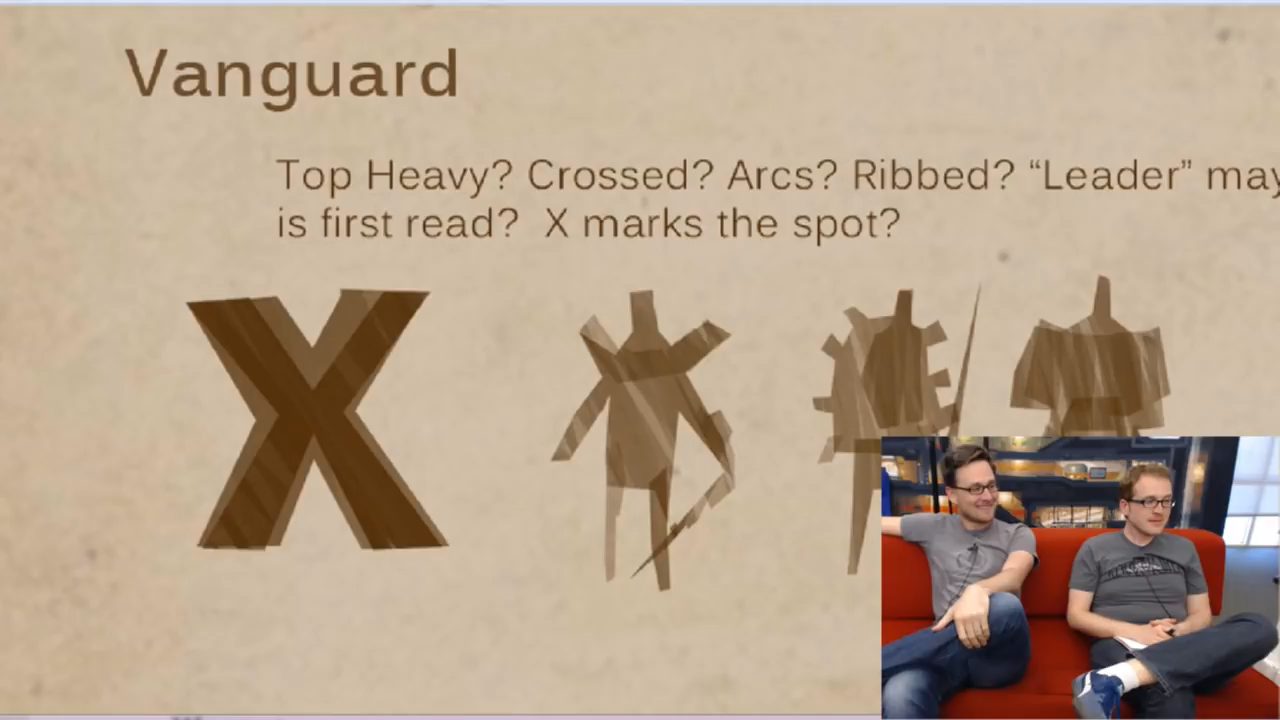 Vanguard
Top Heavy? Crossed? Arcs? Ribbed? “Leader” may
is first read?  X marks the spot?
X